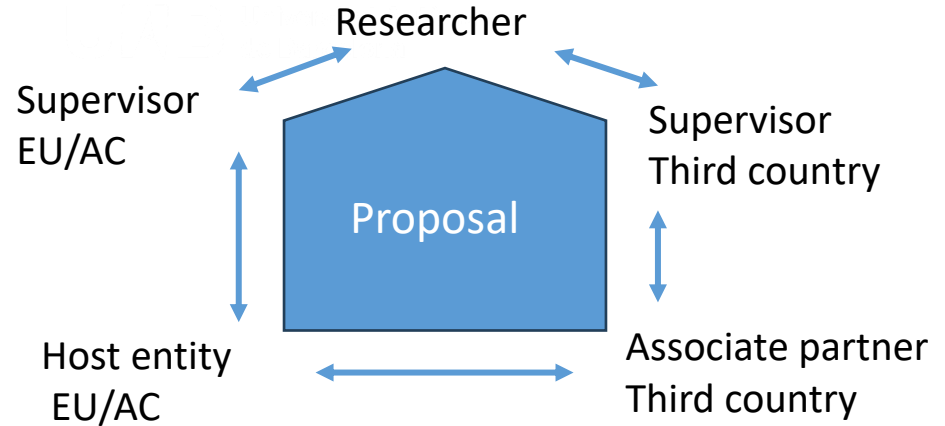 Researcher
Supervisor
EU/AC
Supervisor
Third country
Proposal
Host entity
EU/AC
Associate partner
Third country